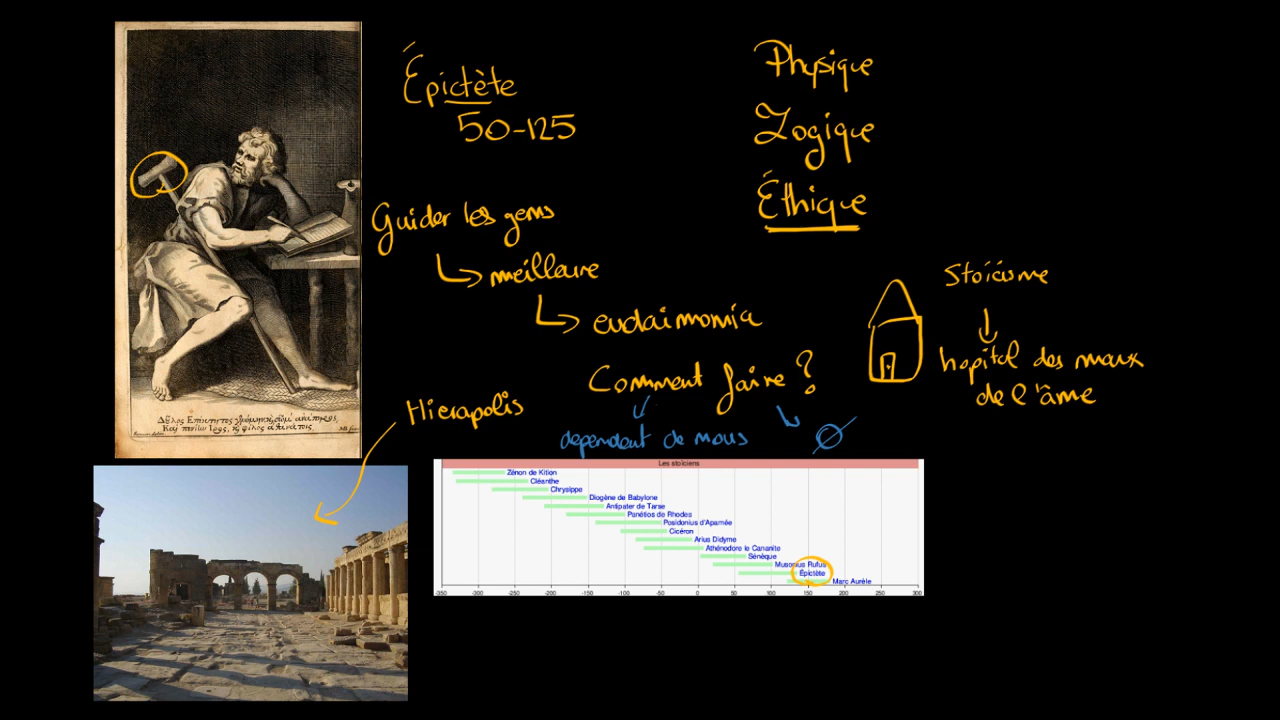 Épictète
50-125
Physique
Logique
Éthique
Guider les gens
meilleure
eudaimonia
Stoïcisme
hopital des maux
de l'âme
Comment faire ?
dependent de nous
Ø
Hierapolis
Les stoïciens
Zénon de Kition
Cléanthe
Chrysippe
Diogène de Babylone
Antipater de Tarse
Panétios de Rhodes
Posidonius d'Apamée
Cicéron
Arius Didyme
Athénodore le Cananite
Sénèque
Musonius Rufus
Épictète
Marc Aurèle
-350 -300 -250 -200 -150 -100 -50 0 50 100 150 200 250 300